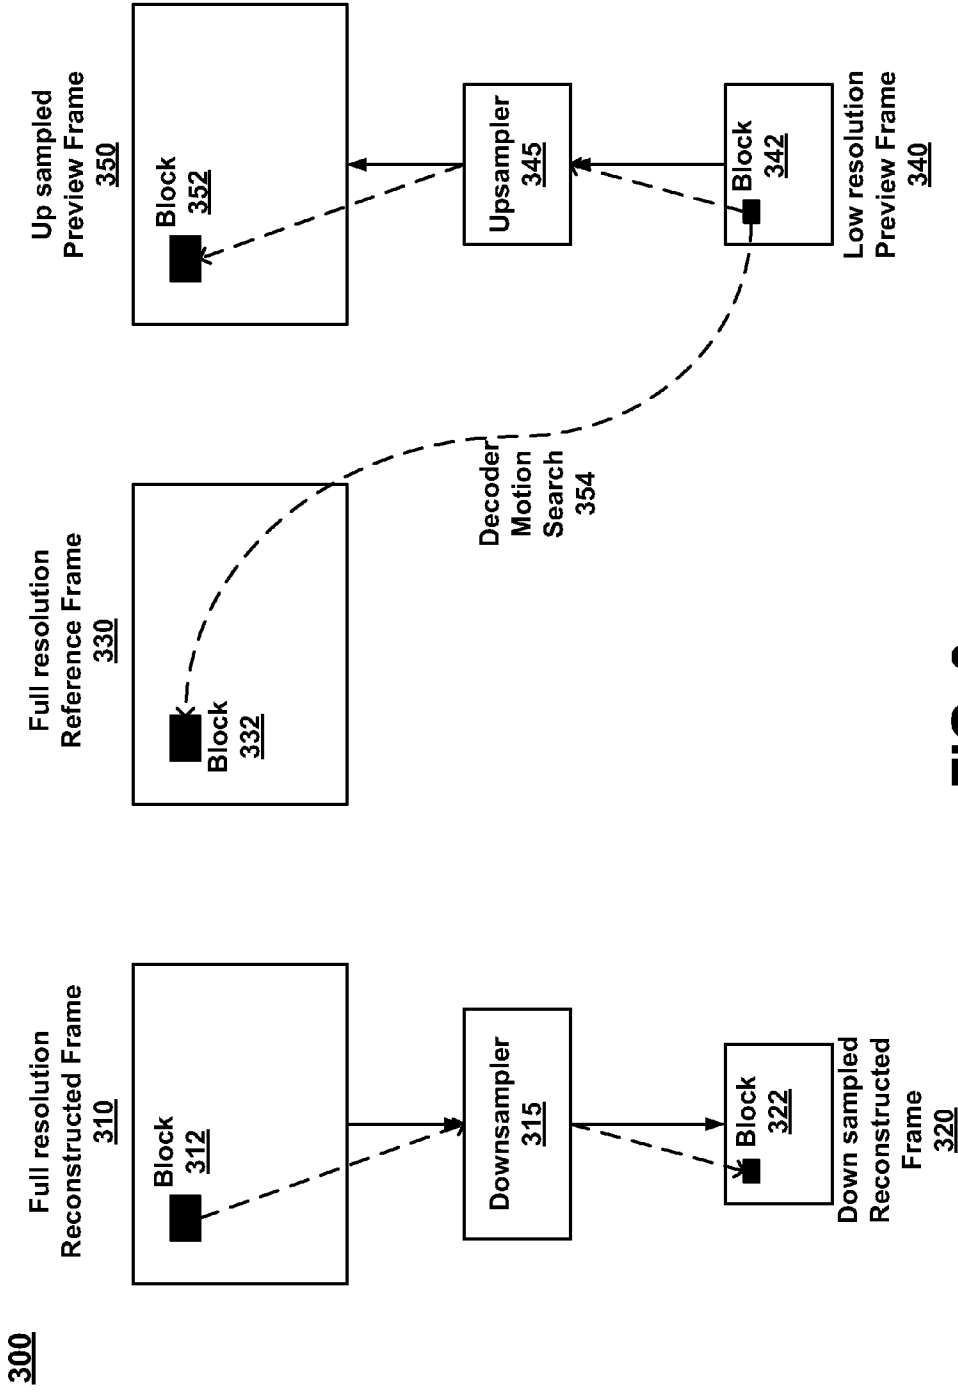 300
Full resolution
Reconstructed Frame
310
Block
312
Downsampler
315
Block
322
Down sampled
Reconstructed
Frame
320
Full resolution
Reference Frame
330
Block
332
Decoder
Motion
Search
354
Up sampled
Preview Frame
350
Block
352
Upsampler
345
Block
342
Low resolution
Preview Frame
340